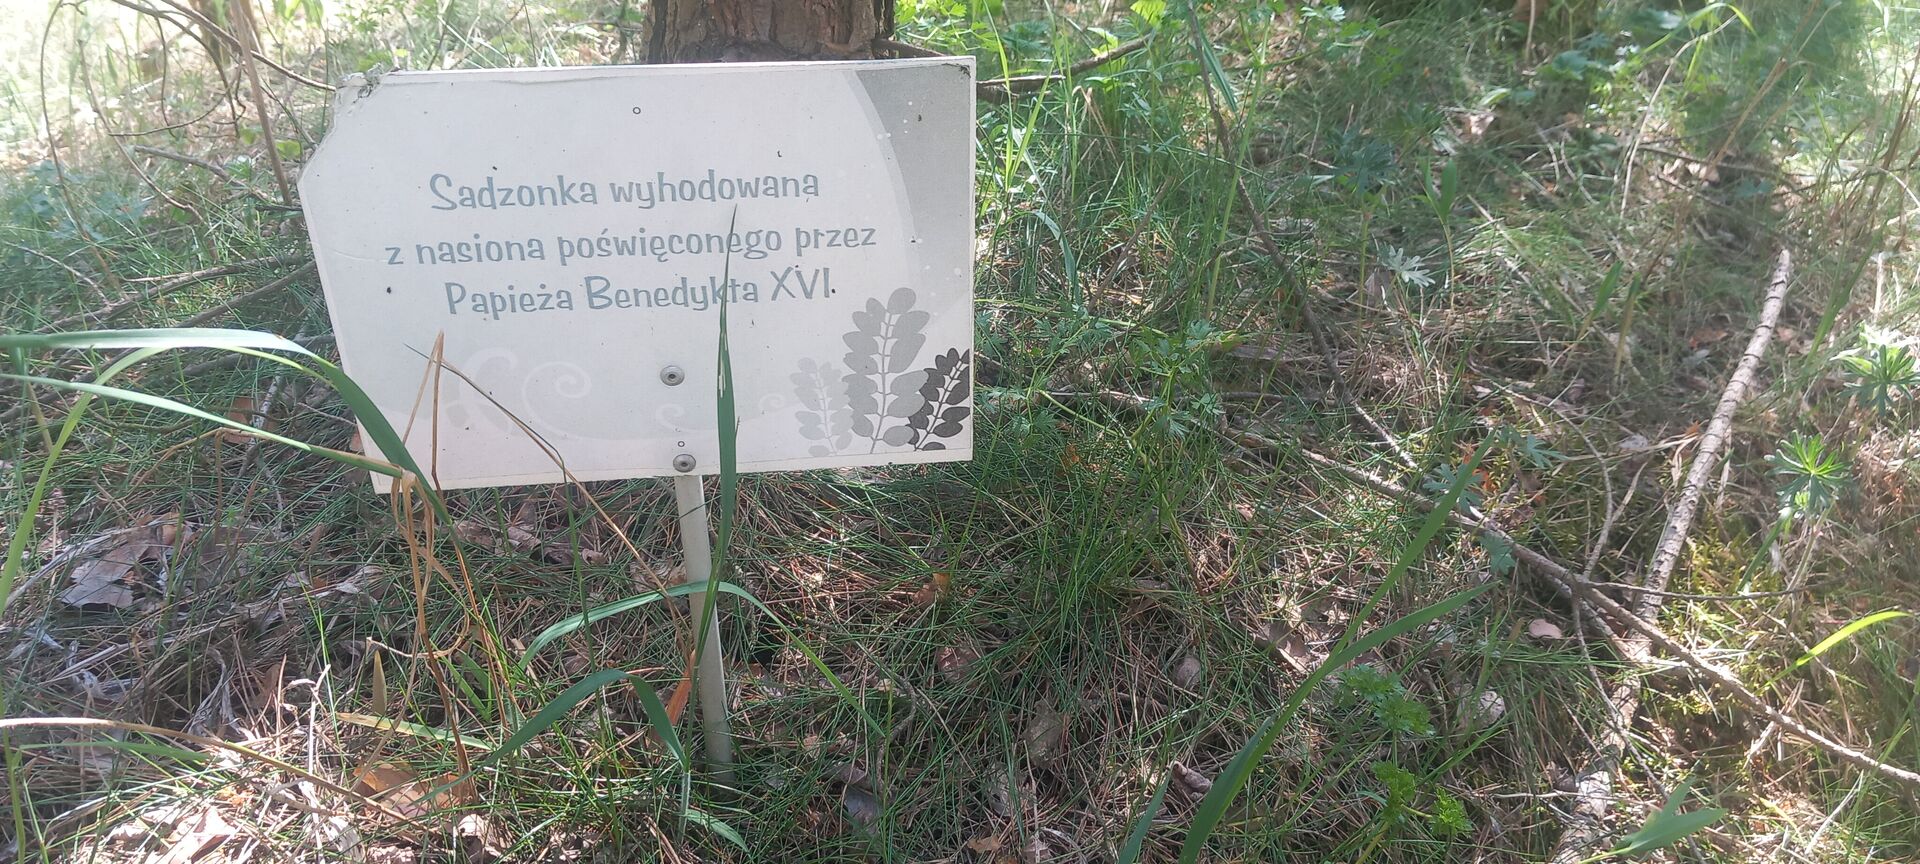 Sadzonka wyhodowana
z nasiona poświęconego przez
Papieża Benedykta XVI.